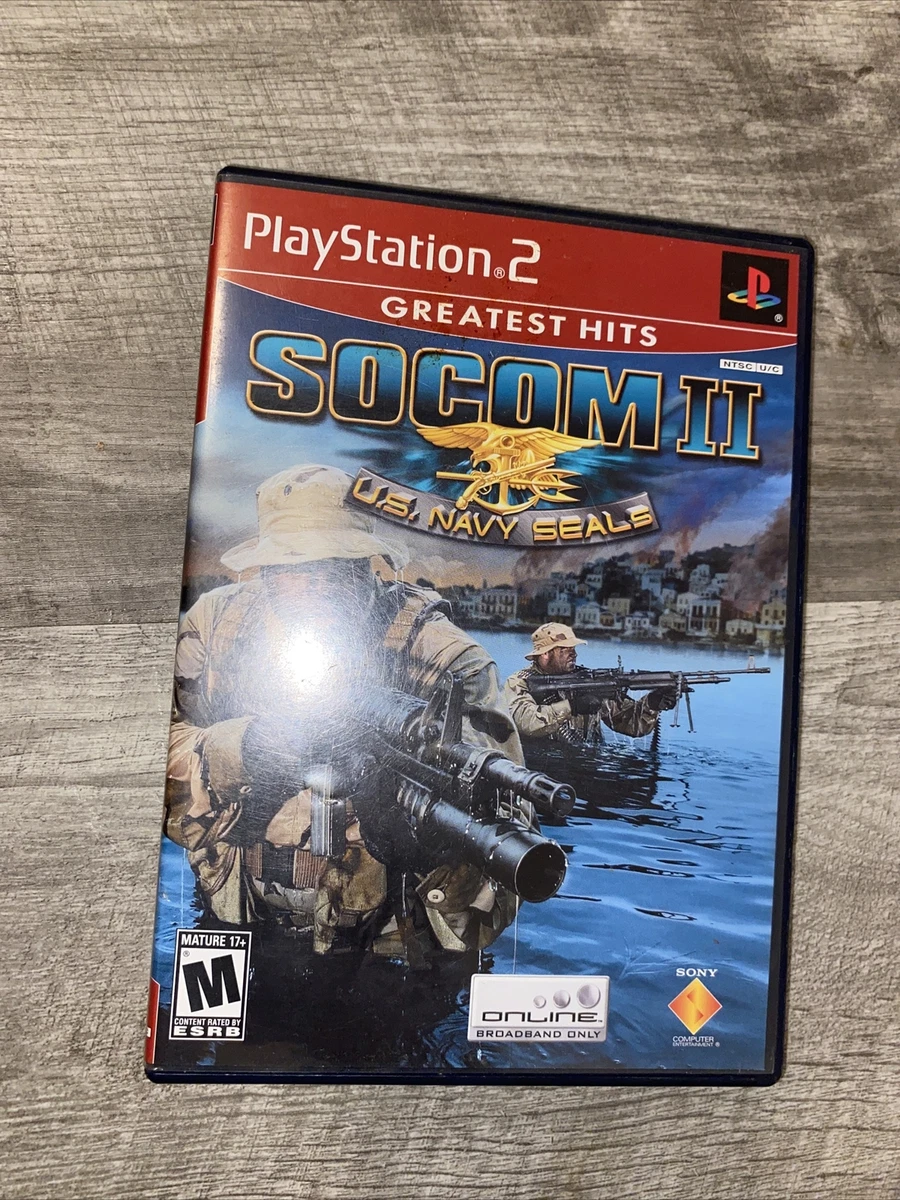 PlayStation®2
GREATEST HITS
NTSC U/C
SOCOM II
U.S. NAVY SEALS
MATURE 17+
M
CONTENT RATED BY
ESRB
ONLINE™
BROADBAND ONLY
SONY
COMPUTER
ENTERTAINMENT®